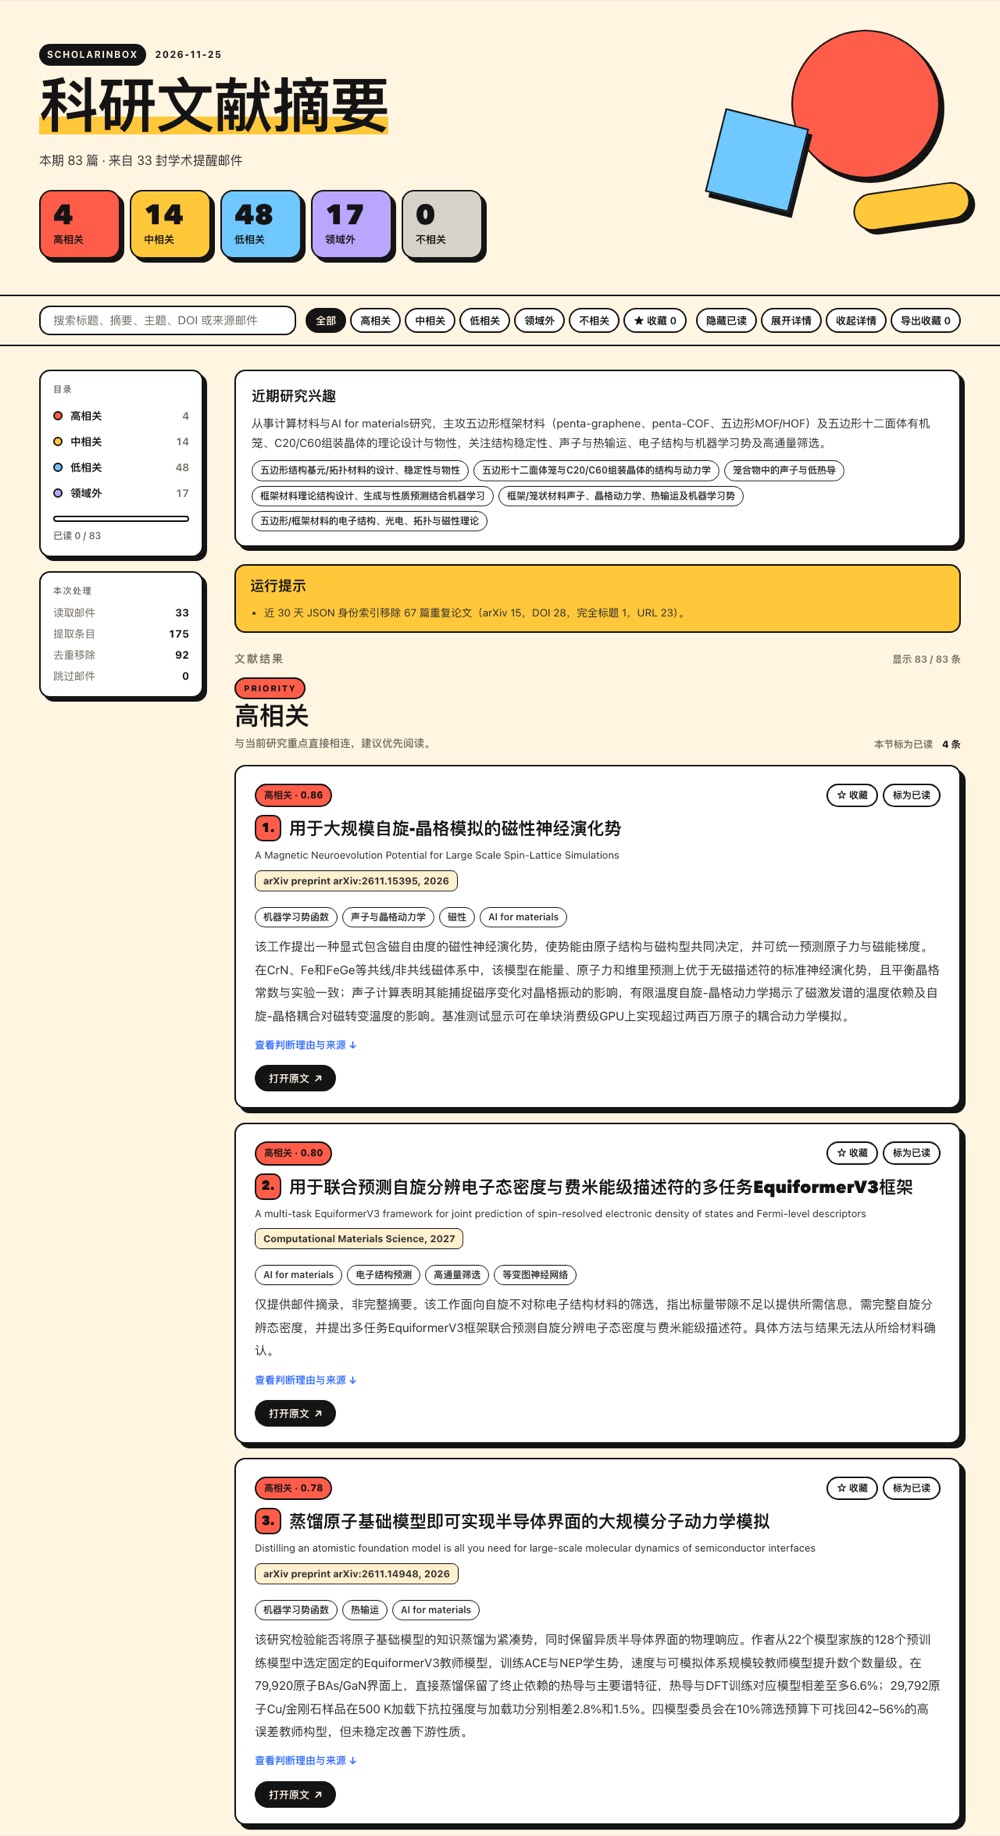 SCHOLARINBOX 2026-11-25
科研文献摘要
本期 83 篇 · 来自 33 封学术提醒邮件
4 14 48 17 0
高相关 中相关 低相关 领域外 不相关
搜索标题、摘要、主题、DOI 或来源邮件 全部 高相关 中相关 低相关 领域外 不相关 ★ 收藏 0 隐藏已读 展开详情 收起详情 导出收藏 0
目录
高相关 4
中相关 14
低相关 48
领域外 17
已读 0 / 83
本次处理
读取邮件 33
提取条目 175
去重移除 92
跳过邮件 0
近期研究兴趣
从事计算材料与AI for materials研究，主攻五边形框架材料（penta-graphene、penta-COF、五边形MOF/HOF）及五边形十二面体有机
笼、C20/C60组装晶体的理论设计与物性，关注结构稳定性、声子与热输运、电子结构与机器学习势及高通量筛选。
五边形结构基元/拓扑材料的设计、稳定性与物性 五边形十二面体笼与C20/C60组装晶体的结构与动力学 笼合物中的声子与低热导
框架材料理论结构设计、生成与性质预测结合机器学习 框架/笼状材料声子、晶格动力学、热输运及机器学习势
五边形/框架材料的电子结构、光电、拓扑与磁性理论
运行提示
• 近 30 天 JSON 身份索引移除 67 篇重复论文（arXiv 15，DOI 28，完全标题 1，URL 23）。
文献结果 显示 83 / 83 条
PRIORITY
高相关
与当前研究重点直接相连，建议优先阅读。 本节标为已读 4 条
高相关 · 0.86 ☆ 收藏 标为已读
1. 用于大规模自旋-晶格模拟的磁性神经演化势
A Magnetic Neuroevolution Potential for Large Scale Spin-Lattice Simulations
arXiv preprint arXiv:2611.15395, 2026
机器学习势函数 声子与晶格动力学 磁性 AI for materials
该工作提出一种显式包含磁自由度的磁性神经演化势，使势能由原子结构与磁构型共同决定，并可统一预测原子力与磁能梯度。
在CrN、Fe和FeGe等共线/非共线磁体系中，该模型在能量、原子力和维里预测上优于无磁描述符的标准神经演化势，且平衡晶格
常数与实验一致；声子计算表明其能捕捉磁序变化对晶格振动的影响，有限温度自旋-晶格动力学揭示了磁激发谱的温度依赖及自
旋-晶格耦合对磁转变温度的影响。基准测试显示可在单块消费级GPU上实现超过两百万原子的耦合动力学模拟。
查看判断理由与来源 ↓
打开原文 ↗
高相关 · 0.80 ☆ 收藏 标为已读
2. 用于联合预测自旋分辨电子态密度与费米能级描述符的多任务EquiformerV3框架
A multi-task EquiformerV3 framework for joint prediction of spin-resolved electronic density of states and Fermi-level descriptors
Computational Materials Science, 2027
AI for materials 电子结构预测 高通量筛选 等变图神经网络
仅提供邮件摘录，非完整摘要。该工作面向自旋不对称电子结构材料的筛选，指出标量带隙不足以提供所需信息，需完整自旋分
辨态密度，并提出多任务EquiformerV3框架联合预测自旋分辨电子态密度与费米能级描述符。具体方法与结果无法从所给材料确
认。
查看判断理由与来源 ↓
打开原文 ↗
高相关 · 0.78 ☆ 收藏 标为已读
3. 蒸馏原子基础模型即可实现半导体界面的大规模分子动力学模拟
Distilling an atomistic foundation model is all you need for large-scale molecular dynamics of semiconductor interfaces
arXiv preprint arXiv:2611.14948, 2026
机器学习势函数 热输运 AI for materials
该研究检验能否将原子基础模型的知识蒸馏为紧凑势，同时保留异质半导体界面的物理响应。作者从22个模型家族的128个预训
练模型中选定固定的EquiformerV3教师模型，训练ACE与NEP学生势，速度与可模拟体系规模较教师模型提升数个数量级。在
79,920原子BAs/GaN界面上，直接蒸馏保留了终止依赖的热导与主要谱特征，热导与DFT训练对应模型相差至多6.6%；29,792原
子Cu/金刚石样品在500 K加载下抗拉强度与加载功分别相差2.8%和1.5%。四模型委员会在10%筛选预算下可找回42–56%的高
误差教师构型，但未稳定改善下游性质。
查看判断理由与来源 ↓
打开原文 ↗